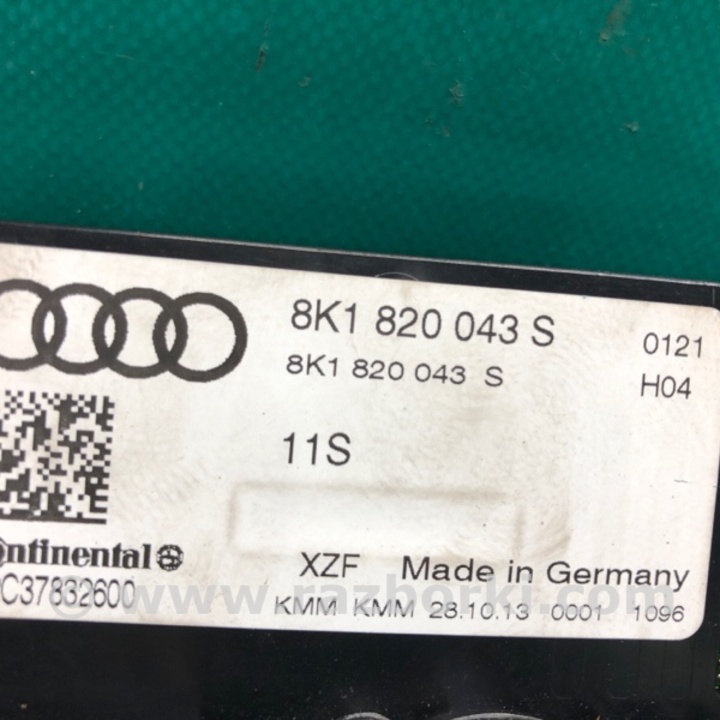 8K1 820 043 S 0121
8K1 820 043 S H04
11S
ntinental
XZF Made in Germany
C37832600
www.razborki.com
KMM KMM 28.10.13 0001 1096